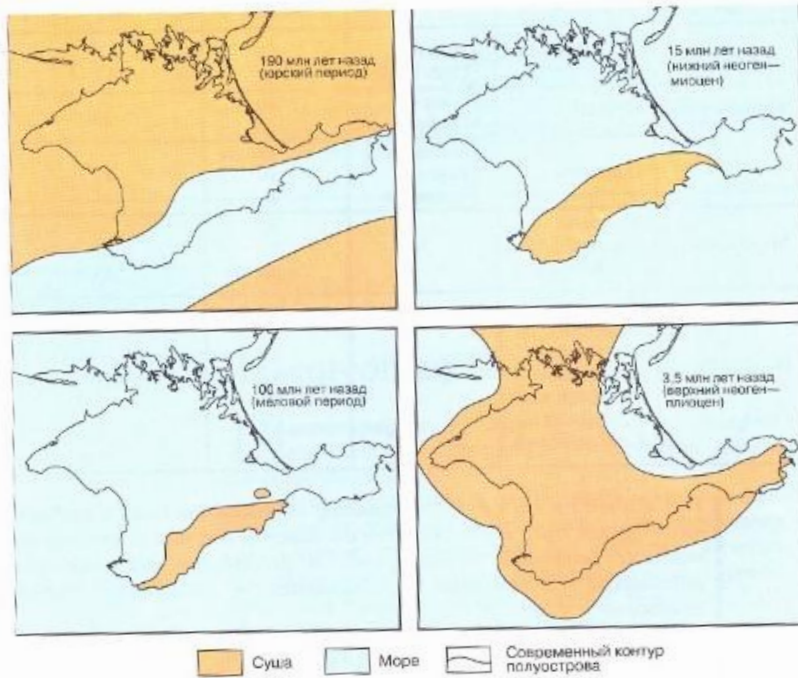 190 млн лет назад
(юрский период)
15 млн лет назад
(нижний неоген—
миоцен)
100 млн лет назад
(меловой период)
3,5 млн лет назад
(верхний неоген—
плиоцен)
Суша
Море
Современный контур
полуострова